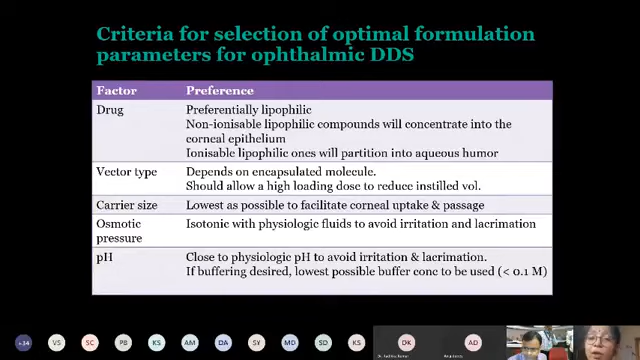 Criteria for selection of optimal formulation
parameters for ophthalmic DDS
Factor Preference
Drug Preferentially lipophilic
Non-ionisable lipophilic compounds will concentrate into the
corneal epithelium
Ionisable lipophilic ones will partition into aqueous humor
Vector type Depends on encapsulated molecule.
Should allow a high loading dose to reduce instilled vol.
Carrier size Lowest as possible to facilitate corneal uptake & passage
Osmotic Isotonic with physiologic fluids to avoid irritation and lacrimation
pressure
pH Close to physiologic pH to avoid irritation & lacrimation.
If buffering desired, lowest possible buffer conc to be used (< 0.1 M)
+34 VS SC PB KS AM DA SY MD SD KS DK AD